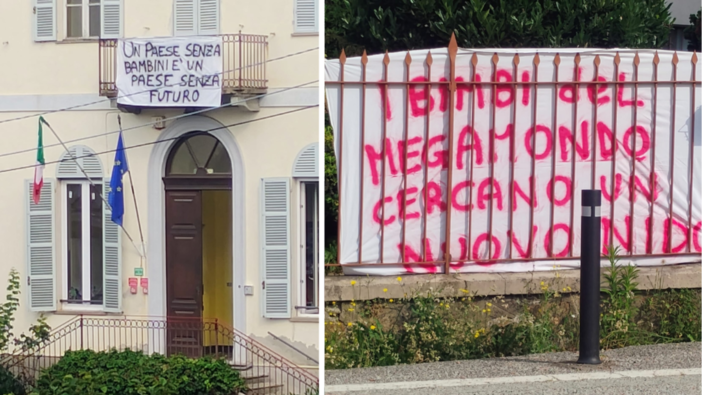 UN PAESE SENZA
BAMBINI E' UN
PAESE SENZA
FUTURO
I BIMBI del
MEGAMONDO
CERCANO UN
NUOVO NIDO